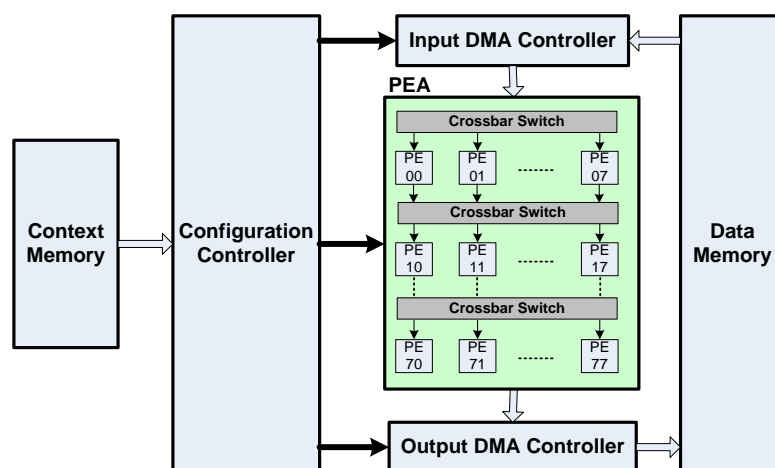 Input DMA Controller
PEA
Crossbar Switch
PE
00
PE
01
PE
07
Crossbar Switch
PE
10
PE
11
PE
17
Crossbar Switch
PE
70
PE
71
PE
77
Context
Memory
Configuration
Controller
Data
Memory
Output DMA Controller